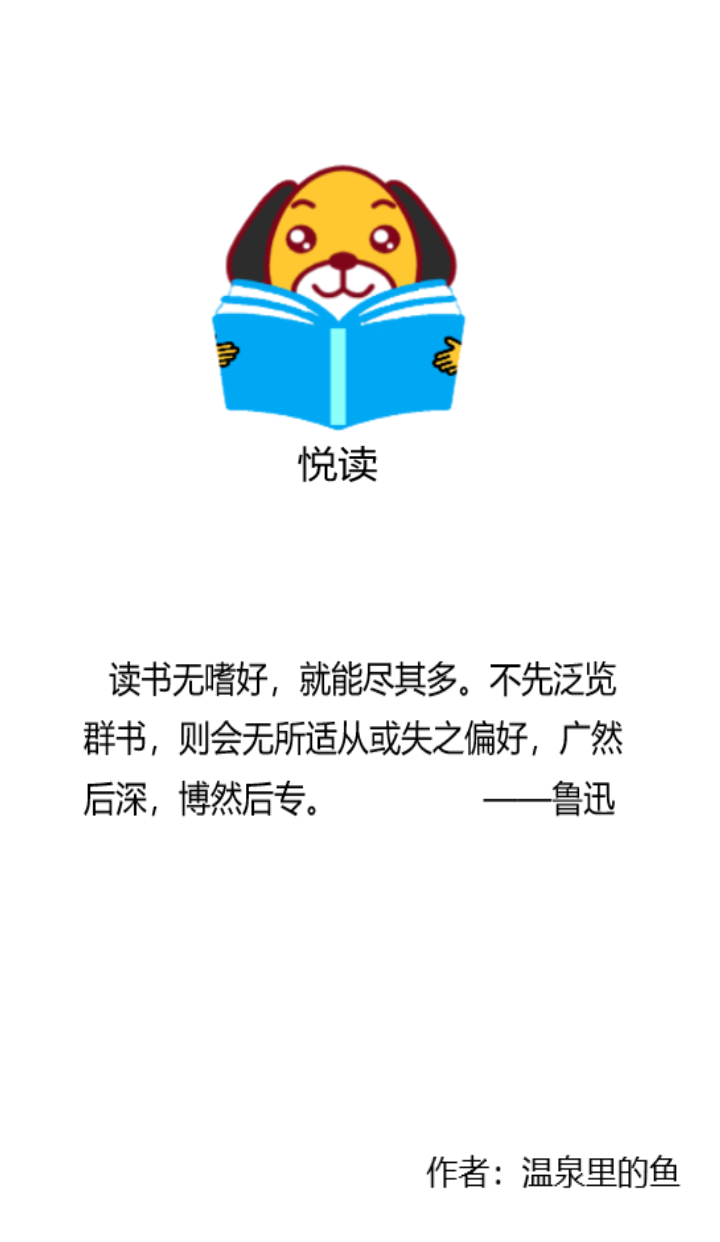 悦读
读书无嗜好，就能尽其多。不先泛览
群书，则会无所适从或失之偏好，广然
后深，博然后专。 ——鲁迅
作者：温泉里的鱼